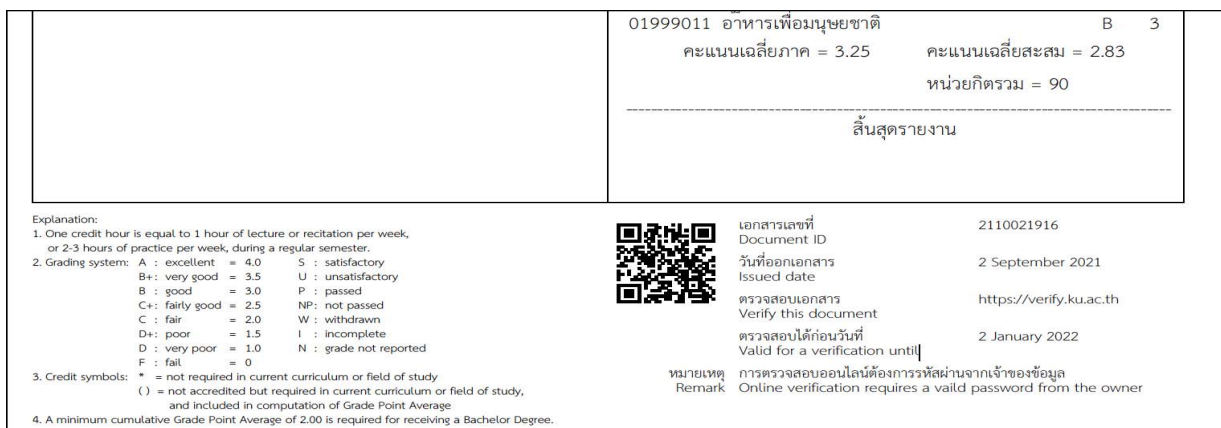 01999011 อาหารเพื่อมนุษยชาติ B 3
คะแนนเฉลี่ยภาค = 3.25 คะแนนเฉลี่ยสะสม = 2.83
หน่วยกิตรวม = 90
สิ้นสุดรายงาน
Explanation:
1. One credit hour is equal to 1 hour of lecture or recitation per week,
or 2-3 hours of practice per week, during a regular semester.
2. Grading system: A : excellent = 4.0 S : satisfactory
B+: very good = 3.5 U : unsatisfactory
B : good = 3.0 P : passed
C+: fairly good = 2.5 NP: not passed
C : fair = 2.0 W : withdrawn
D+: poor = 1.5 I : incomplete
D : very poor = 1.0 N : grade not reported
F : fail = 0
3. Credit symbols: * = not required in current curriculum or field of study
( ) = not accredited but required in current curriculum or field of study,
and included in computation of Grade Point Average
4. A minimum cumulative Grade Point Average of 2.00 is required for receiving a Bachelor Degree.
เอกสารเลขที่ 2110021916
Document ID
วันที่ออกเอกสาร 2 September 2021
Issued date
ตรวจสอบเอกสาร https://verify.ku.ac.th
Verify this document
ตรวจสอบได้ก่อนวันที่ 2 January 2022
Valid for a verification until
หมายเหตุ การตรวจสอบออนไลน์ต้องการรหัสผ่านจากเจ้าของข้อมูล
Remark Online verification requires a vaild password from the owner